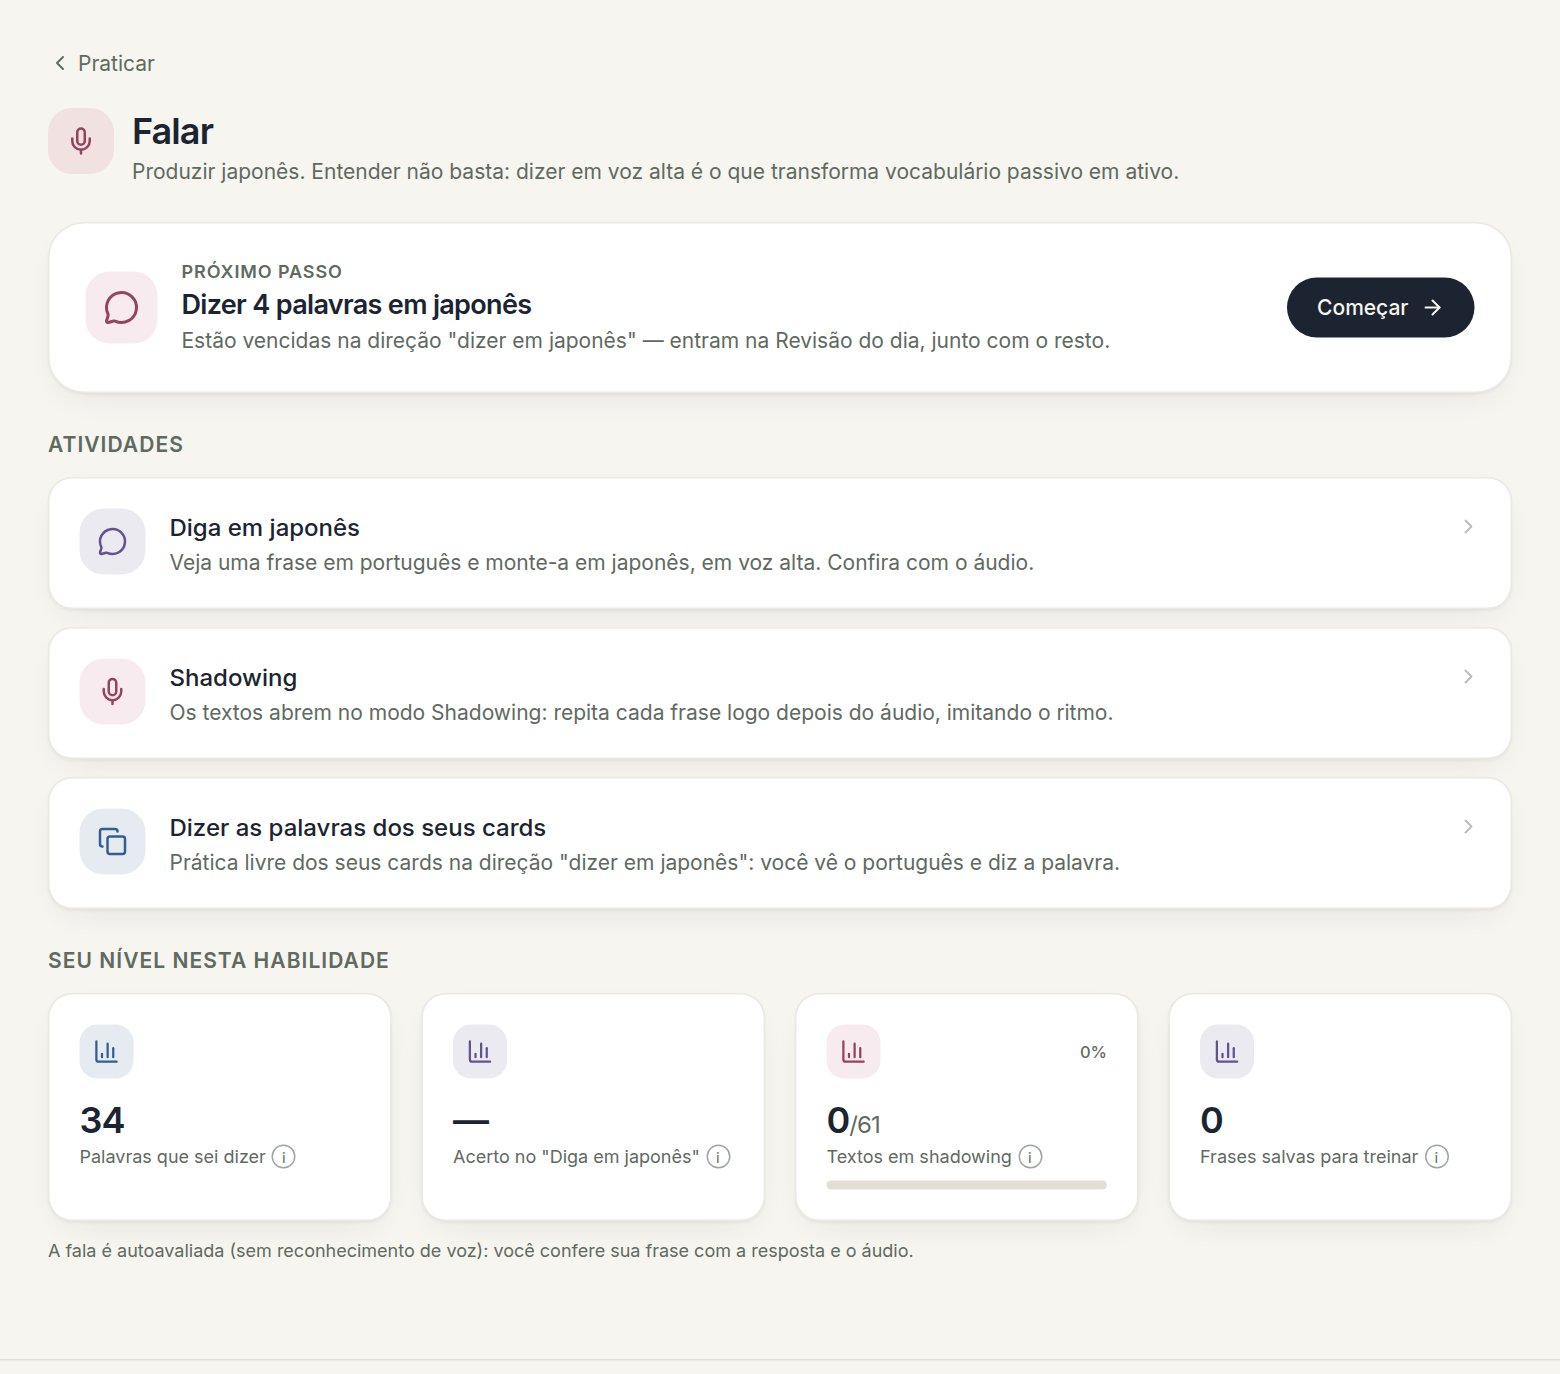 Praticar
Falar
Produzir japonês. Entender não basta: dizer em voz alta é o que transforma vocabulário passivo em ativo.
PRÓXIMO PASSO
Dizer 4 palavras em japonês
Estão vencidas na direção "dizer em japonês" — entram na Revisão do dia, junto com o resto.
Começar
ATIVIDADES
Diga em japonês
Veja uma frase em português e monte-a em japonês, em voz alta. Confira com o áudio.
Shadowing
Os textos abrem no modo Shadowing: repita cada frase logo depois do áudio, imitando o ritmo.
Dizer as palavras dos seus cards
Prática livre dos seus cards na direção "dizer em japonês": você vê o português e diz a palavra.
SEU NÍVEL NESTA HABILIDADE
34
Palavras que sei dizer i
—
Acerto no "Diga em japonês" i
0%
0/61
Textos em shadowing i
0
Frases salvas para treinar i
A fala é autoavaliada (sem reconhecimento de voz): você confere sua frase com a resposta e o áudio.